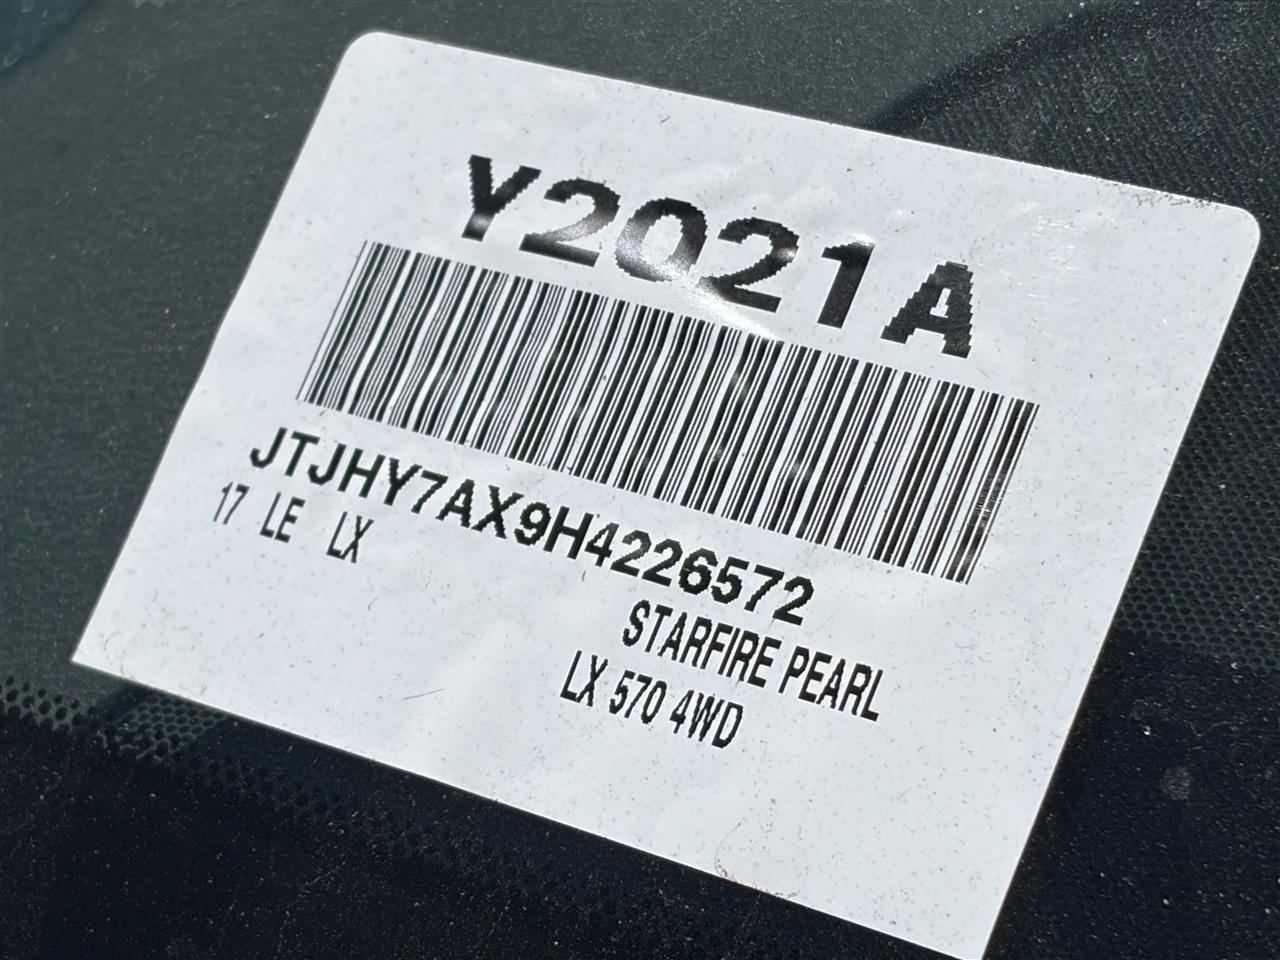 Y2021A
JTJHY7AX9H4226572
17 LE LX
STARFIRE PEARL
LX 570 4WD